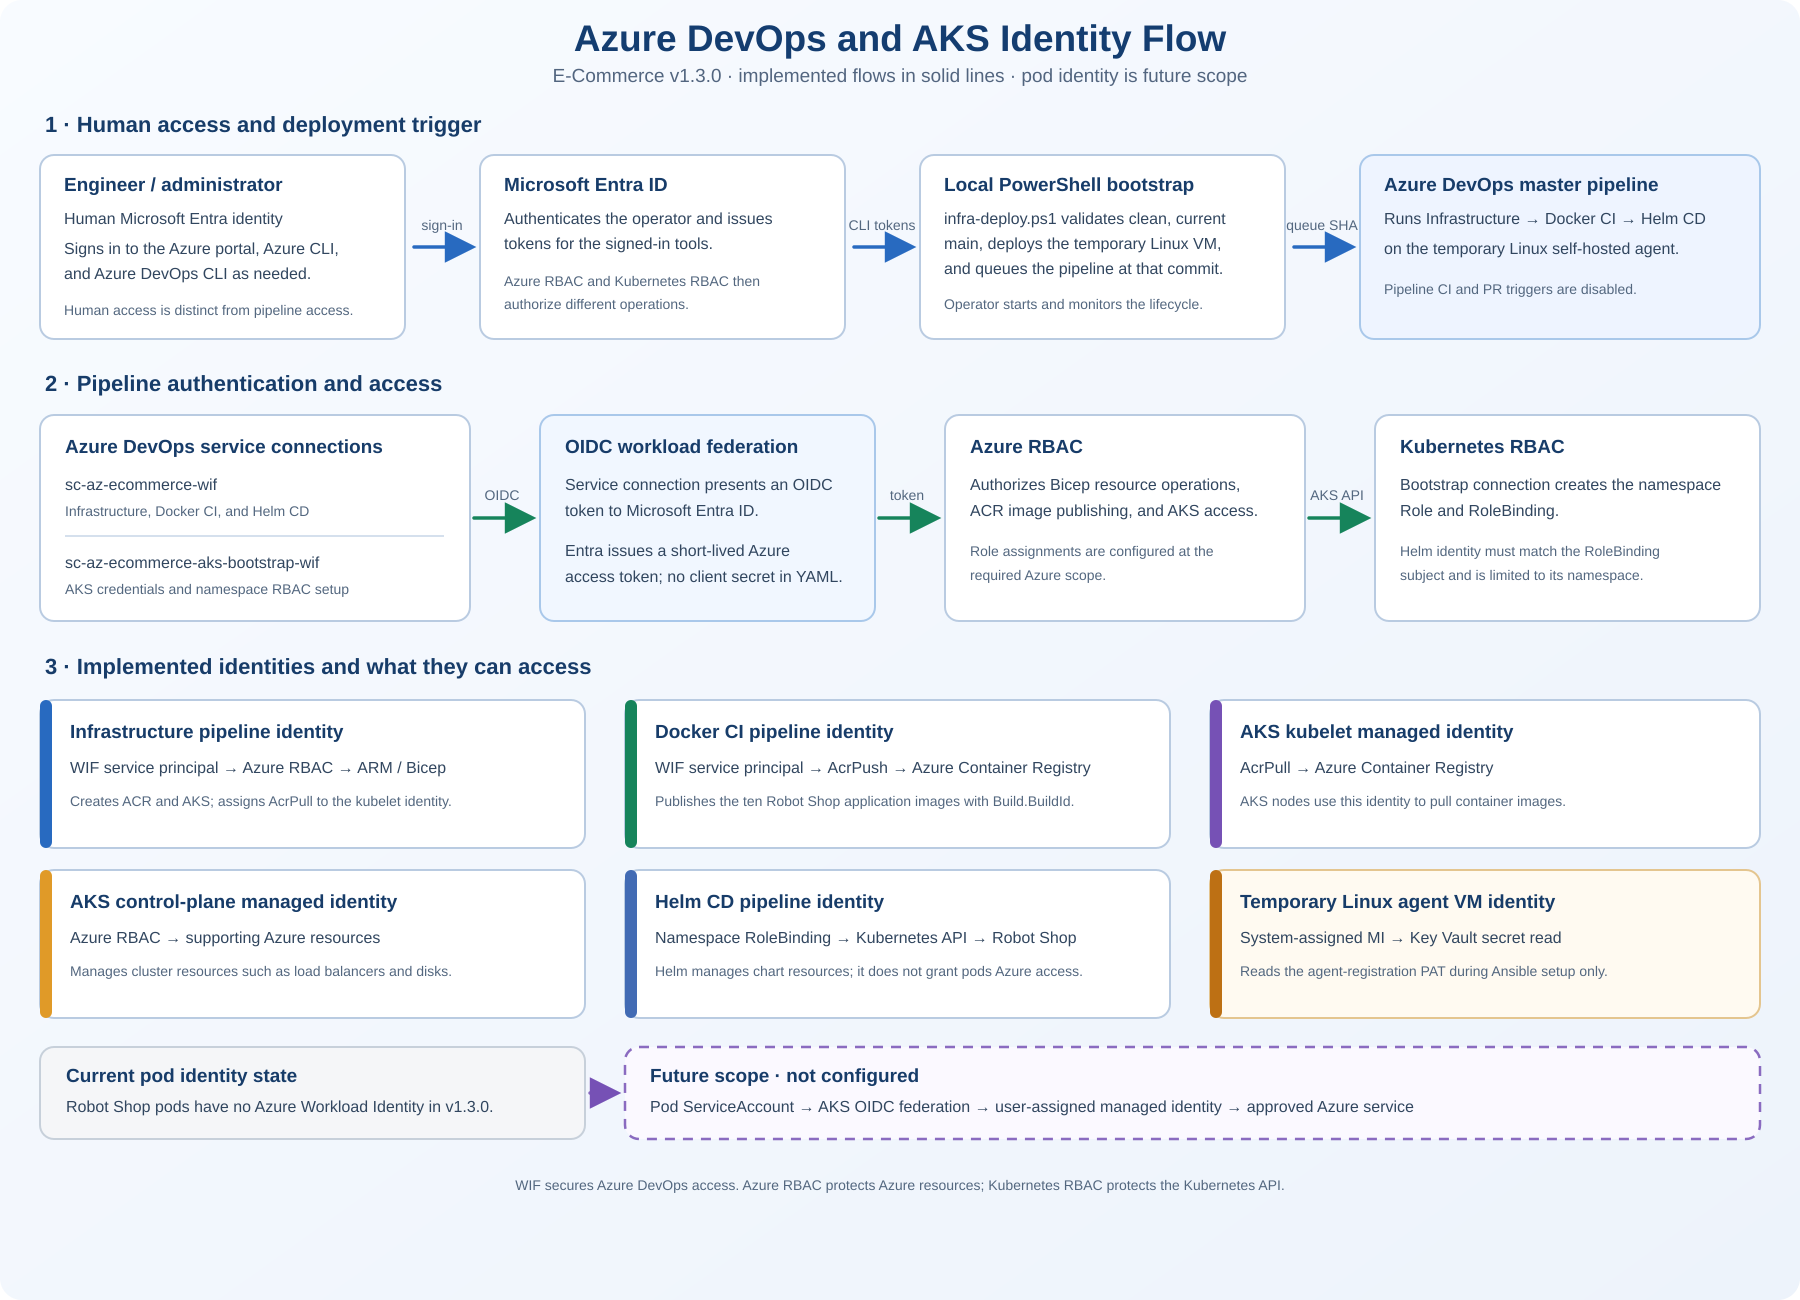 Azure DevOps and AKS Identity Flow
E-Commerce v1.3.0 · implemented flows in solid lines · pod identity is future scope
1 · Human access and deployment trigger
Engineer / administrator
Human Microsoft Entra identity
Signs in to the Azure portal, Azure CLI,
and Azure DevOps CLI as needed.
Human access is distinct from pipeline access.
sign-in
Microsoft Entra ID
Authenticates the operator and issues
tokens for the signed-in tools.
Azure RBAC and Kubernetes RBAC then
authorize different operations.
CLI tokens
Local PowerShell bootstrap
infra-deploy.ps1 validates clean, current
main, deploys the temporary Linux VM,
and queues the pipeline at that commit.
Operator starts and monitors the lifecycle.
queue SHA
Azure DevOps master pipeline
Runs Infrastructure → Docker CI → Helm CD
on the temporary Linux self-hosted agent.
Pipeline CI and PR triggers are disabled.
2 · Pipeline authentication and access
Azure DevOps service connections
sc-az-ecommerce-wif
Infrastructure, Docker CI, and Helm CD
sc-az-ecommerce-aks-bootstrap-wif
AKS credentials and namespace RBAC setup
OIDC
OIDC workload federation
Service connection presents an OIDC
token to Microsoft Entra ID.
Entra issues a short-lived Azure
access token; no client secret in YAML.
token
Azure RBAC
Authorizes Bicep resource operations,
ACR image publishing, and AKS access.
Role assignments are configured at the
required Azure scope.
AKS API
Kubernetes RBAC
Bootstrap connection creates the namespace
Role and RoleBinding.
Helm identity must match the RoleBinding
subject and is limited to its namespace.
3 · Implemented identities and what they can access
Infrastructure pipeline identity
WIF service principal → Azure RBAC → ARM / Bicep
Creates ACR and AKS; assigns AcrPull to the kubelet identity.
Docker CI pipeline identity
WIF service principal → AcrPush → Azure Container Registry
Publishes the ten Robot Shop application images with Build.BuildId.
AKS kubelet managed identity
AcrPull → Azure Container Registry
AKS nodes use this identity to pull container images.
AKS control-plane managed identity
Azure RBAC → supporting Azure resources
Manages cluster resources such as load balancers and disks.
Helm CD pipeline identity
Namespace RoleBinding → Kubernetes API → Robot Shop
Helm manages chart resources; it does not grant pods Azure access.
Temporary Linux agent VM identity
System-assigned MI → Key Vault secret read
Reads the agent-registration PAT during Ansible setup only.
Current pod identity state
Robot Shop pods have no Azure Workload Identity in v1.3.0.
Future scope · not configured
Pod ServiceAccount → AKS OIDC federation → user-assigned managed identity → approved Azure service
WIF secures Azure DevOps access. Azure RBAC protects Azure resources; Kubernetes RBAC protects the Kubernetes API.